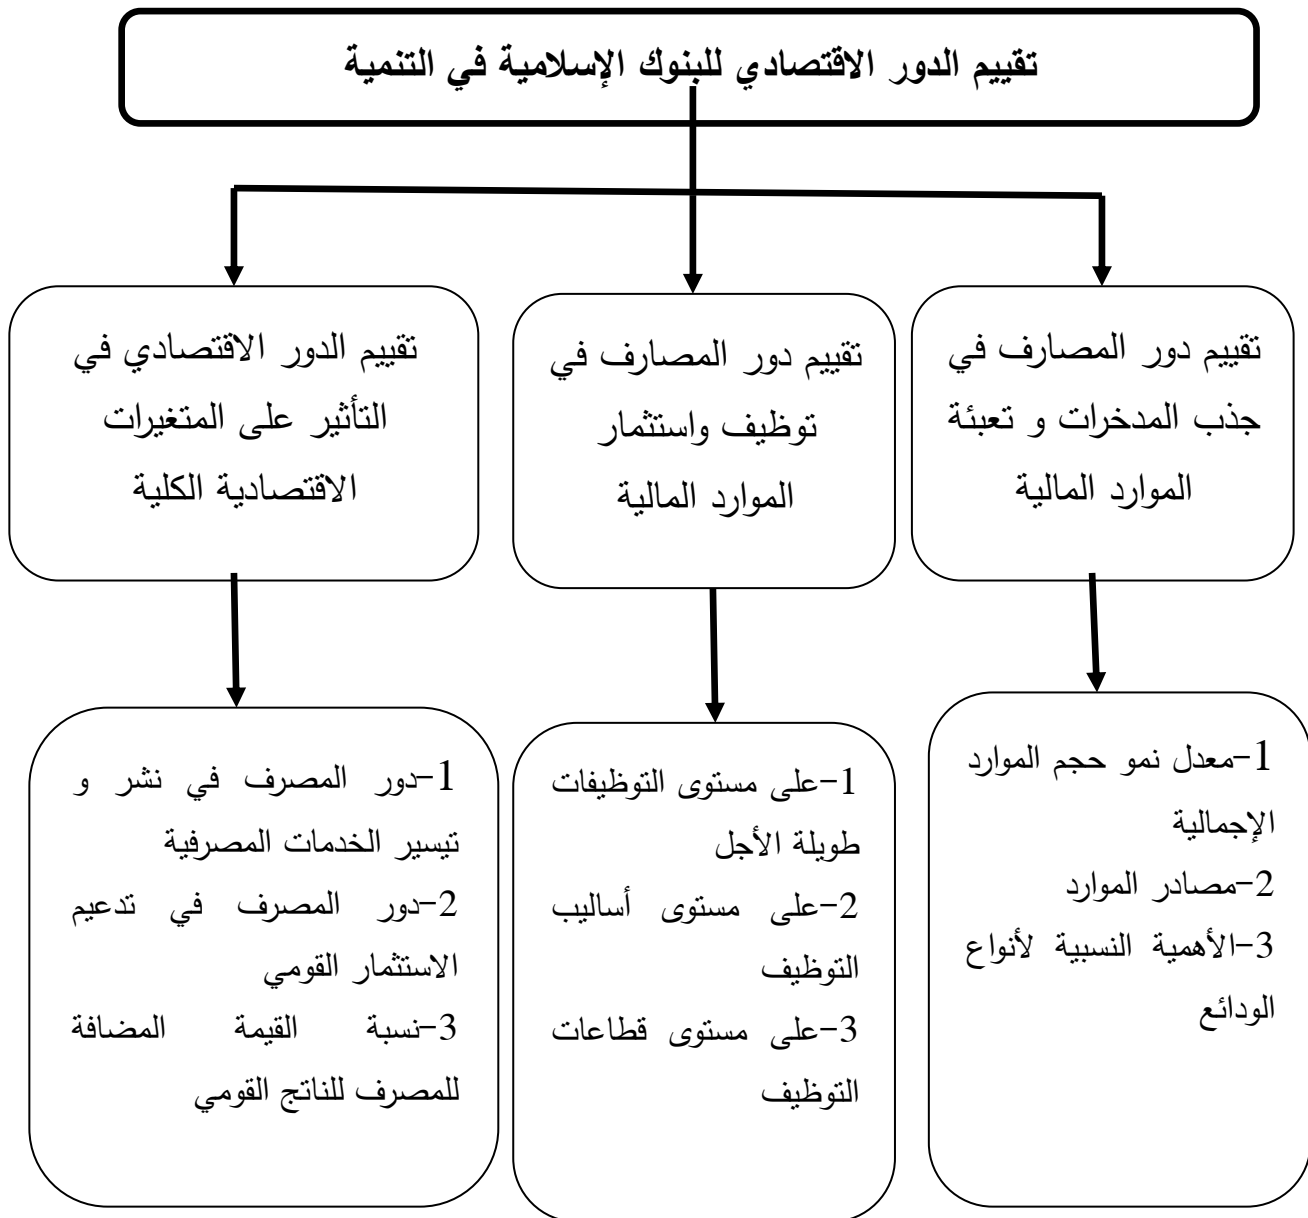 تقييم الدور الاقتصادي للبنوك الإسلامية في التنمية
تقييم دور المصارف في
جذب المدخرات و تعبئة
الموارد المالية
تقييم دور المصارف في
توظيف واستثمار
الموارد المالية
تقييم الدور الاقتصادي في
التأثير على المتغيرات
الاقتصادية الكلية
1-معدل نمو حجم الموارد
الإجمالية
2-مصادر الموارد
3-الأهمية النسبية لأنواع
الودائع
1-على مستوى التوظيفات
طويلة الأجل
2-على مستوى أساليب
التوظيف
3-على مستوى قطاعات
التوظيف
1-دور المصرف في نشر و
تيسير الخدمات المصرفية
2-دور المصرف في تدعيم
الاستثمار القومي
3-نسبة القيمة المضافة
للمصرف للناتج القومي